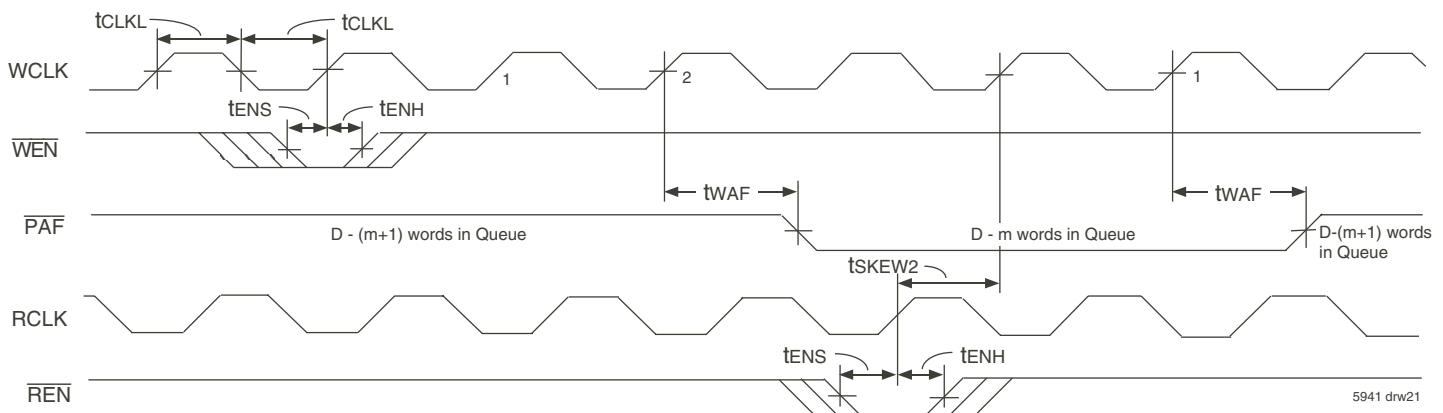 tCLKL tCLKL
WCLK 1 2 1
tENS tENH
WEN
tWAF tWAF
PAF
D - (m+1) words in Queue D - m words in Queue D-(m+1) words
in Queue
tSKEW2
RCLK
tENS tENH
REN
5941 drw21